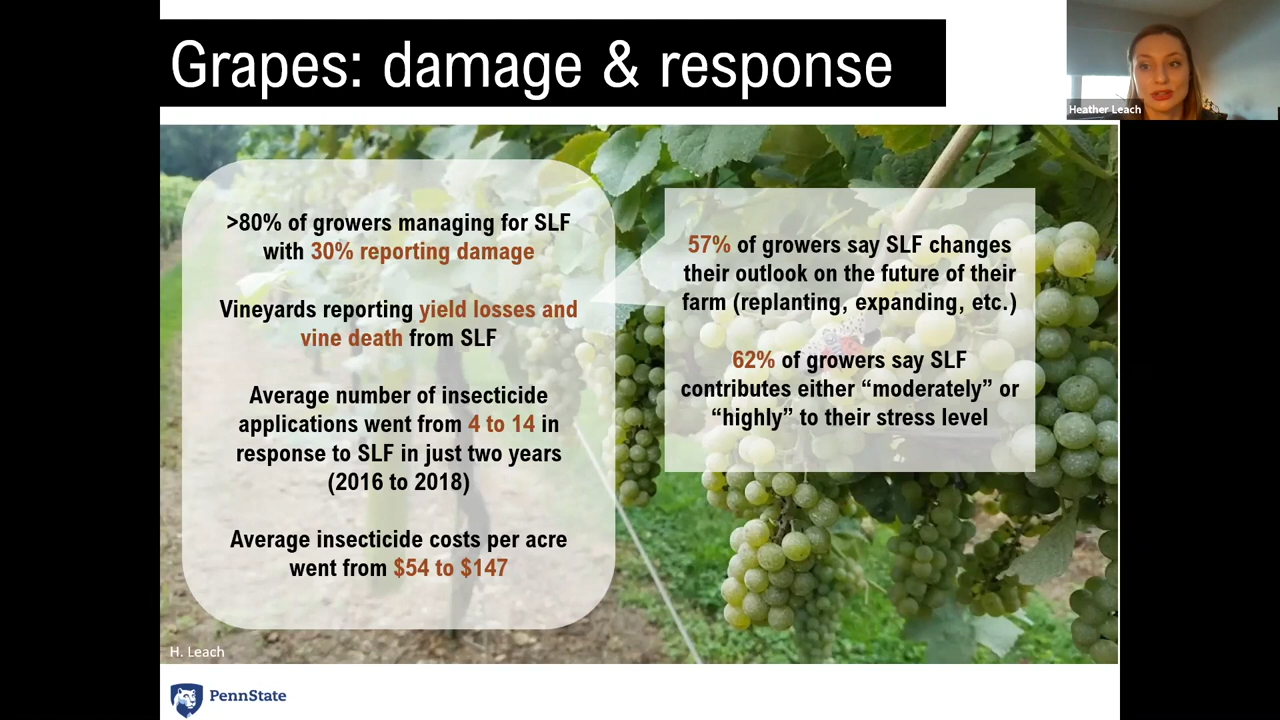 Grapes: damage & response
Heather Leach
>80% of growers managing for SLF
with 30% reporting damage
Vineyards reporting yield losses and
vine death from SLF
Average number of insecticide
applications went from 4 to 14 in
response to SLF in just two years
(2016 to 2018)
Average insecticide costs per acre
went from $54 to $147
57% of growers say SLF changes
their outlook on the future of their
farm (replanting, expanding, etc.)
62% of growers say SLF
contributes either “moderately” or
“highly” to their stress level
H. Leach
PennState